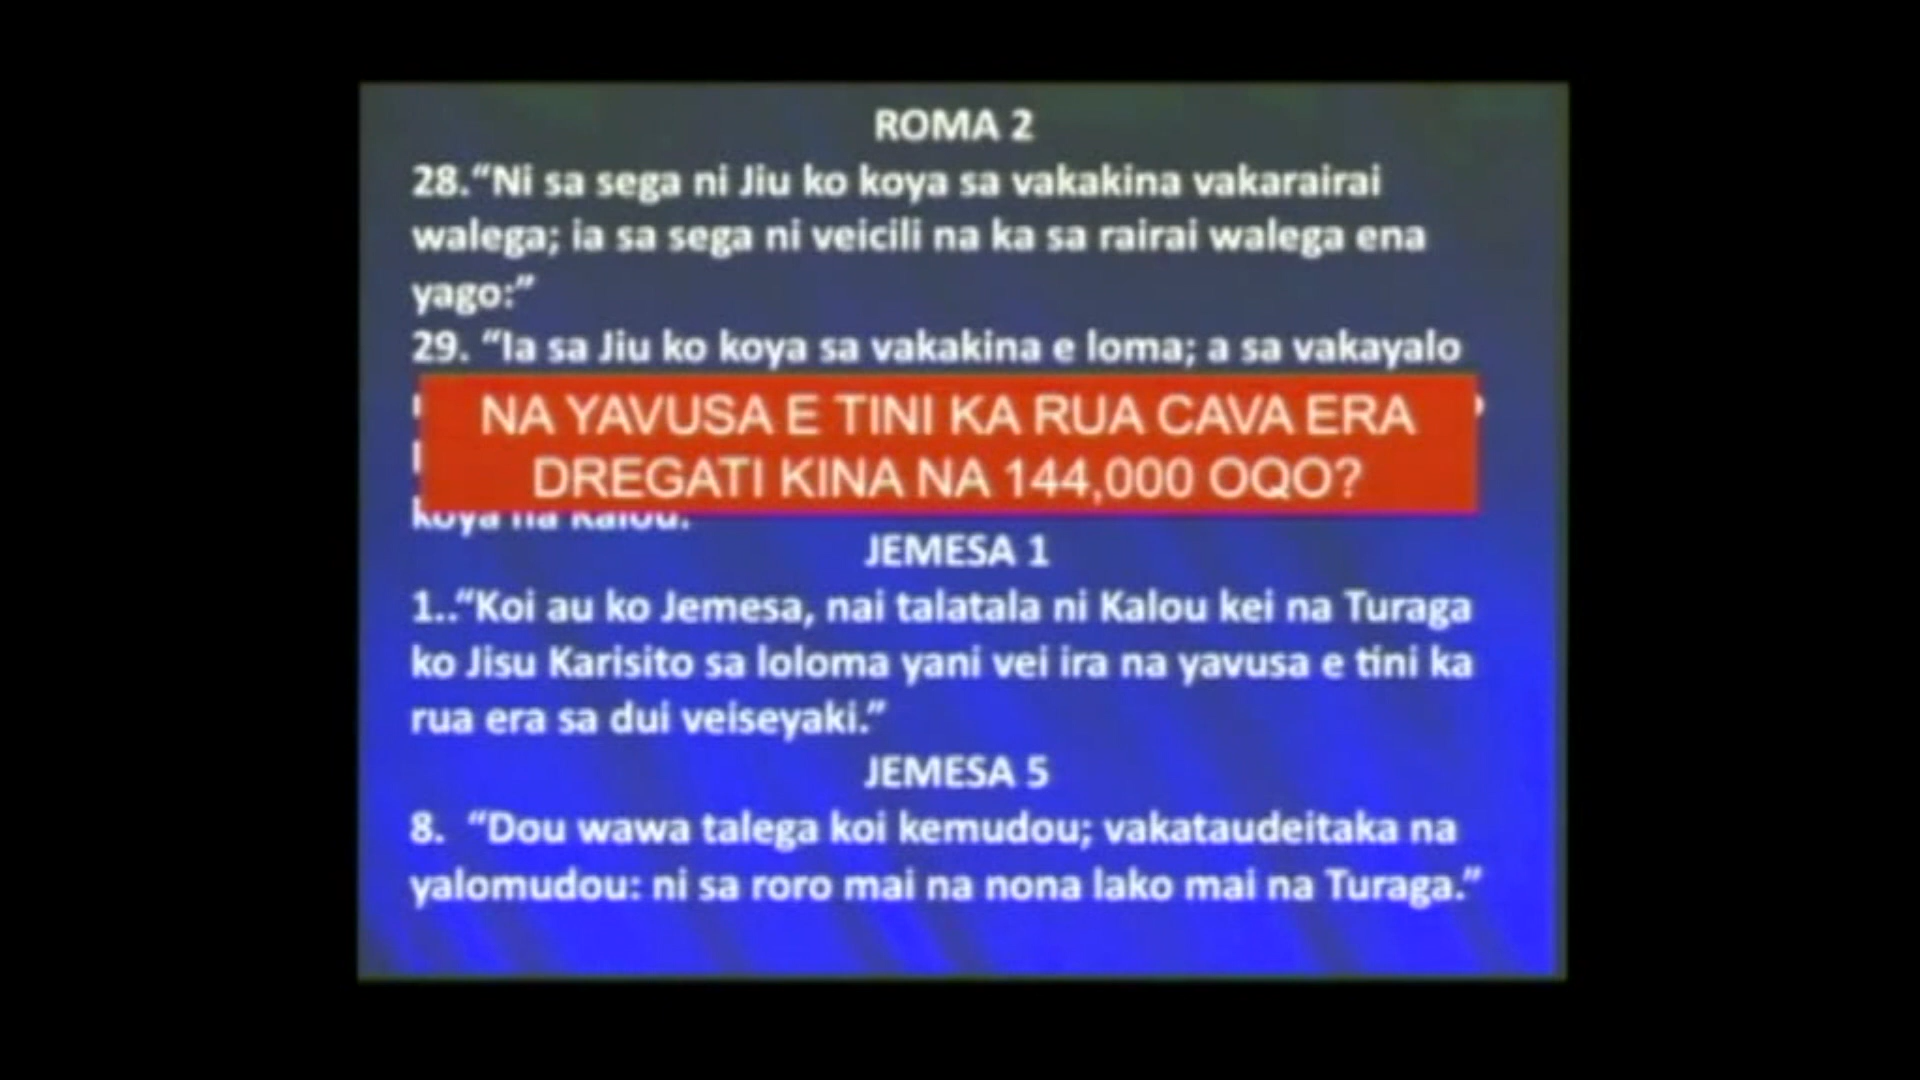 ROMA 2
28.“Ni sa sega ni Jiu ko koya sa vakakina vakarairai
walega; ia sa sega ni veicili na ka sa rairai walega ena
yago:”
29. “Ia sa Jiu ko koya sa vakakina e loma; a sa vakayalo
NA YAVUSA E TINI KA RUA CAVA ERA
DREGATI KINA NA 144,000 OQO?
koya na Kalou.
JEMESA 1
1..“Koi au ko Jemesa, nai talatala ni Kalou kei na Turaga
ko Jisu Karisito sa loloma yani vei ira na yavusa e tini ka
rua era sa dui veiseyaki.”
JEMESA 5
8. “Dou wawa talega koi kemudou; vakataudeitaka na
yalomudou: ni sa roro mai na nona lako mai na Turaga.”